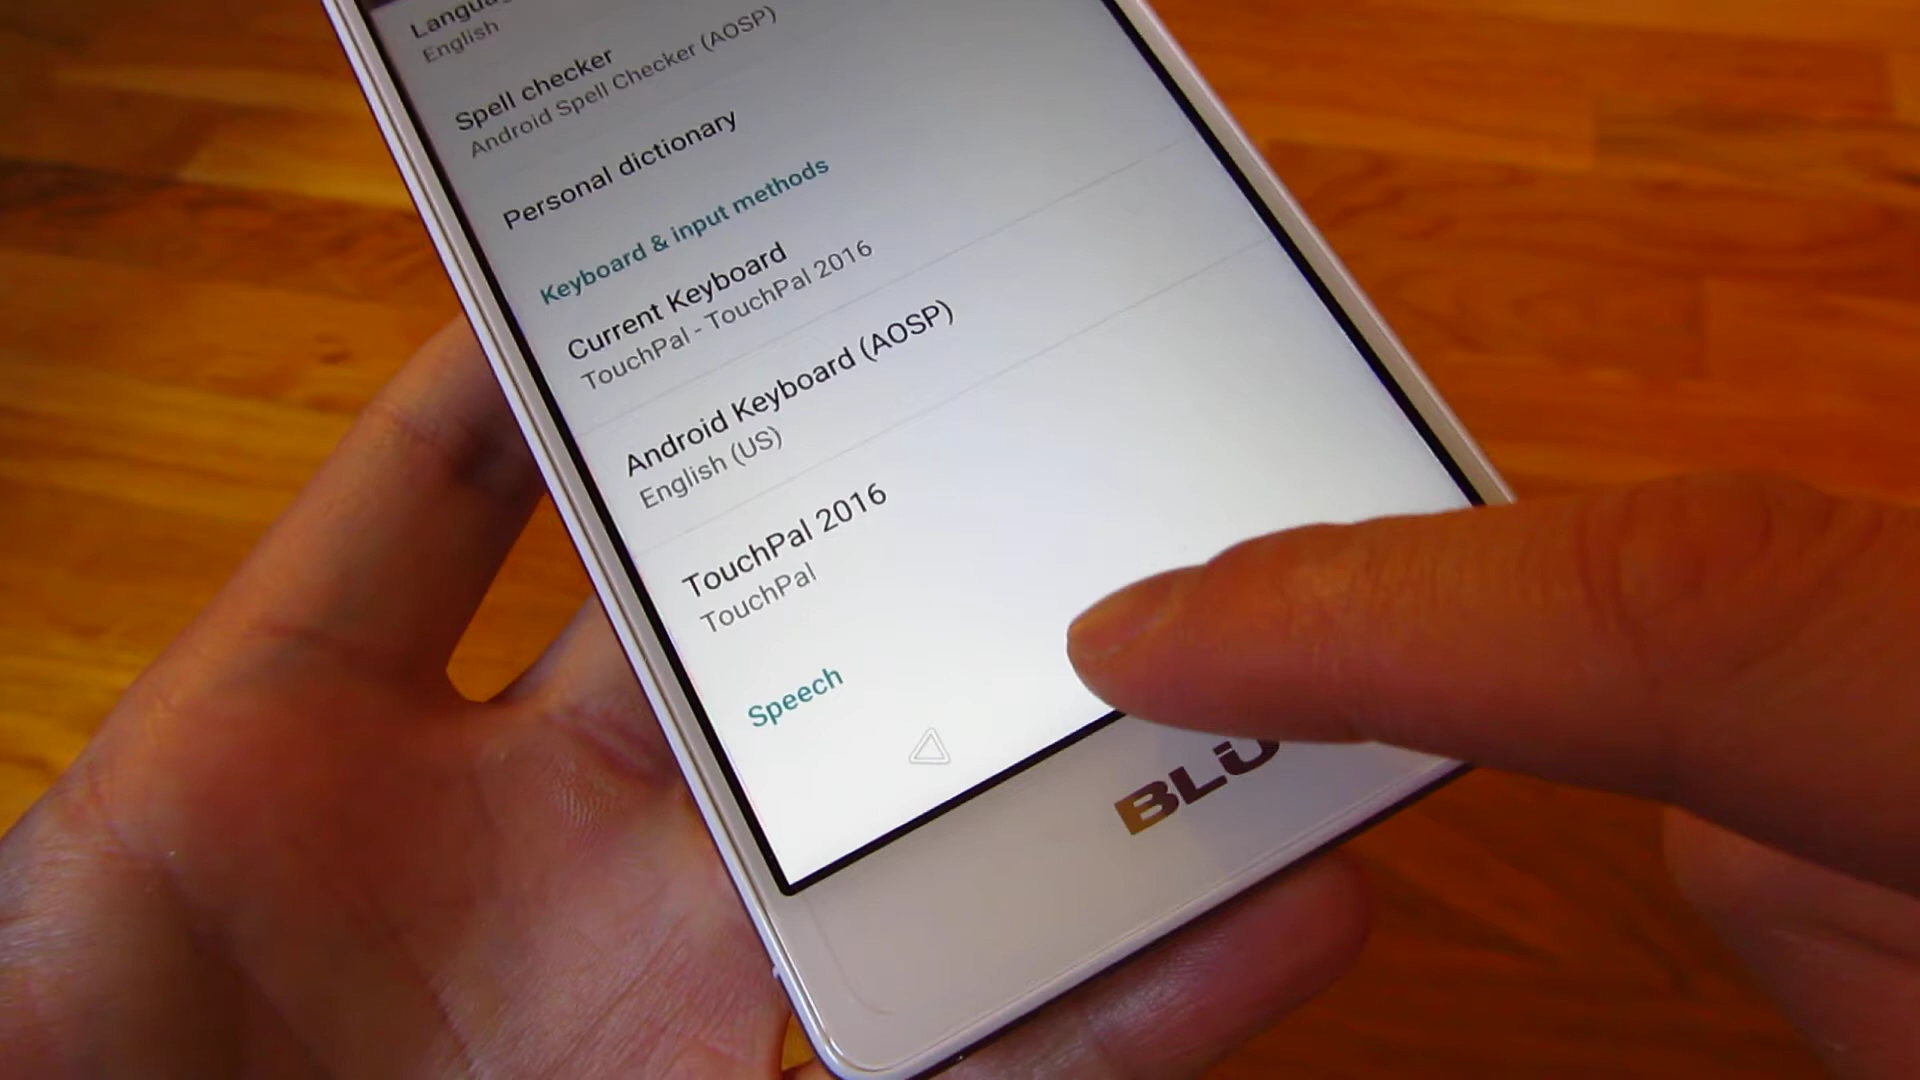 English
Spell checker
Android Spell Checker (AOSP)
Personal dictionary
Keyboard & input methods
Current Keyboard
TouchPal - TouchPal 2016
Android Keyboard (AOSP)
English (US)
TouchPal 2016
TouchPal
Speech
BLU